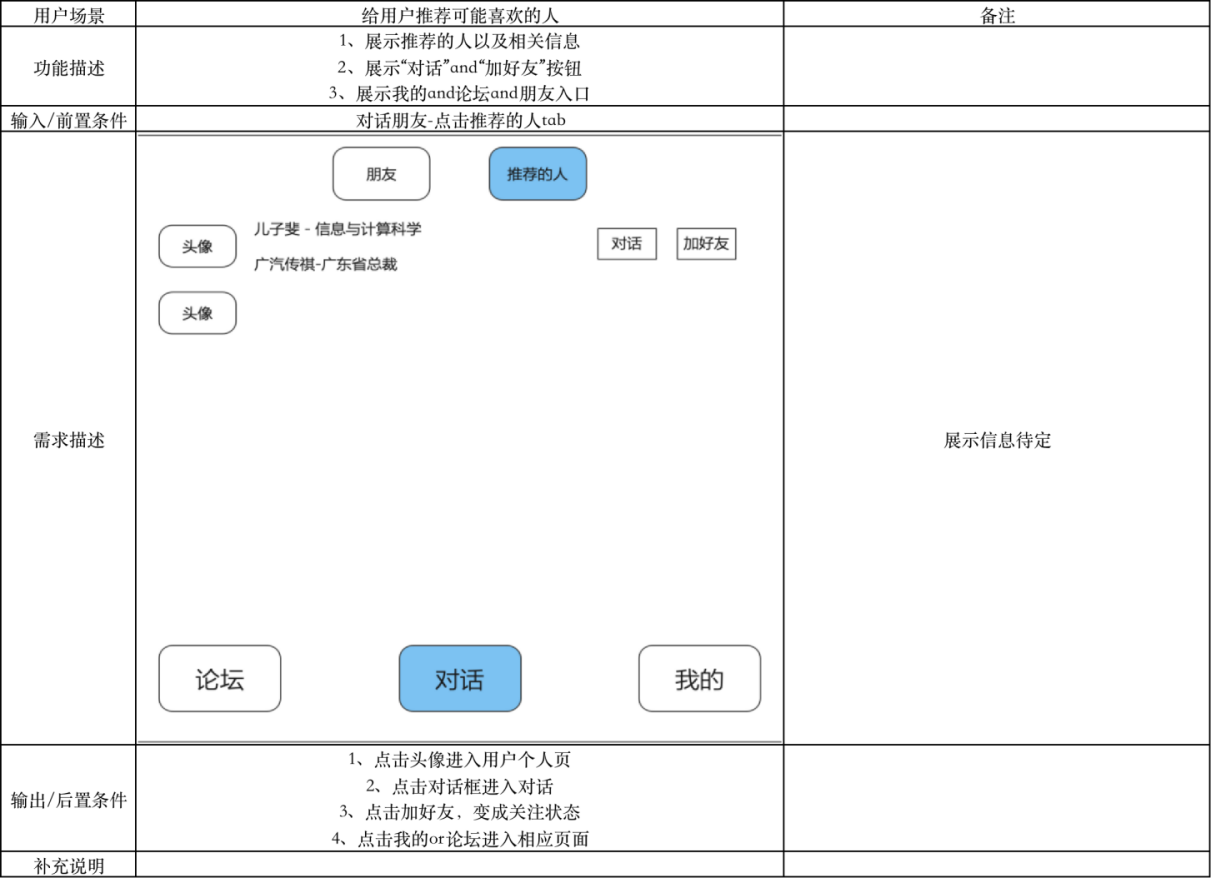 用户场景
给用户推荐可能喜欢的人
备注
功能描述
1、展示推荐的人以及相关信息
2、展示“对话”and“加好友”按钮
3、展示我的and论坛and朋友入口
输入/前置条件
对话朋友-点击推荐的人tab
需求描述
朋友
推荐的人
头像
儿子斐 - 信息与计算科学
广汽传祺-广东省总裁
对话
加好友
头像
论坛
对话
我的
展示信息待定
输出/后置条件
1、点击头像进入用户个人页
2、点击对话框进入对话
3、点击加好友，变成关注状态
4、点击我的or论坛进入相应页面
补充说明